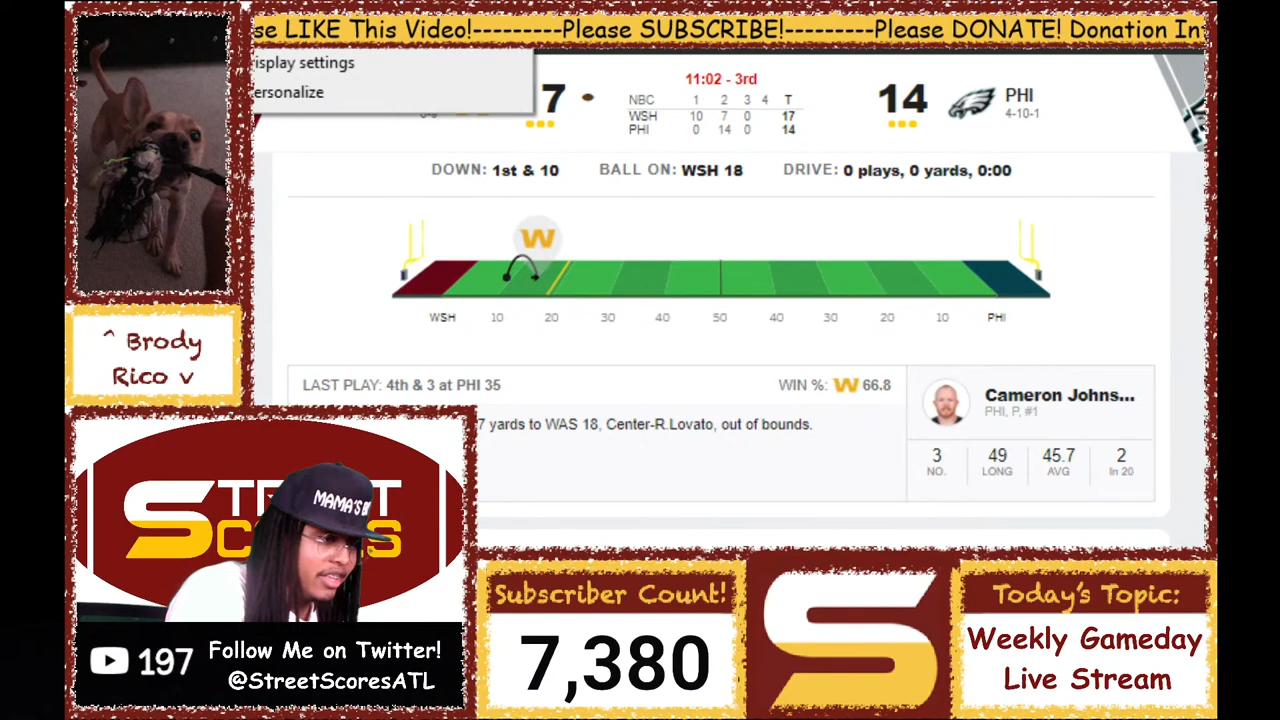 se LIKE This Video!---------Please SUBSCRIBE!---------Please DONATE! Donation In
isplay settings
ersonalize
7
11:02 - 3rd
NBC 1 2 3 4 T
WSH 10 7 0 17
PHI 0 14 0 14
14
PHI
4-10-1
DOWN: 1st & 10 BALL ON: WSH 18 DRIVE: 0 plays, 0 yards, 0:00
W
WSH 10 20 30 40 50 40 30 20 10 PHI
^ Brody
Rico v
LAST PLAY: 4th & 3 at PHI 35 WIN %: W 66.8
7 yards to WAS 18, Center-R.Lovato, out of bounds.
Cameron Johns...
PHI, P, #1
3 49 45.7 2
NO. LONG AVG In 20
MAMA'S
197
Follow Me on Twitter!
@StreetScoresATL
Subscriber Count!
7,380
S
Today's Topic:
Weekly Gameday
Live Stream